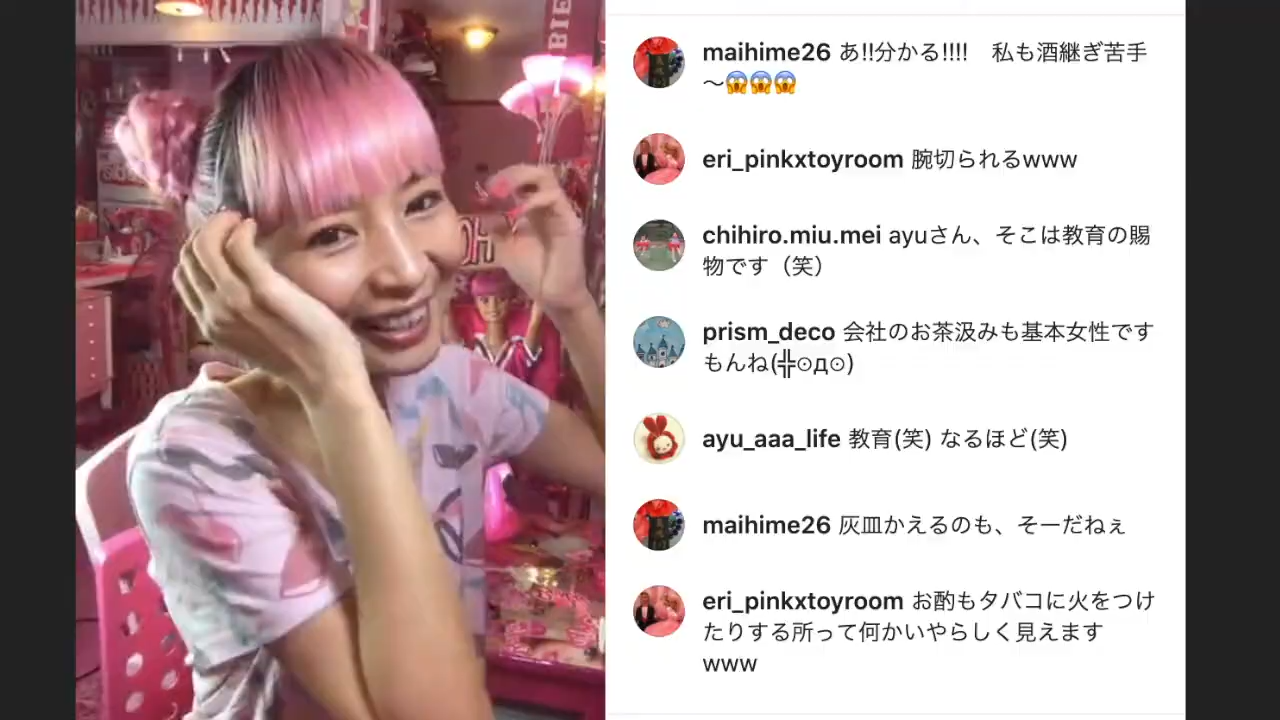 BIE
OH
maihime26 あ!!分かる!!!!　私も酒継ぎ苦手
〜😱😱😱
eri_pinkxtoyroom 腕切られるwww
chihiro.miu.mei ayuさん、そこは教育の賜
物です（笑）
prism_deco 会社のお茶汲みも基本女性です
もんね(╬⊙д⊙)
ayu_aaa_life 教育(笑) なるほど(笑)
maihime26 灰皿かえるのも、そーだねぇ
eri_pinkxtoyroom お酌もタバコに火をつけ
たりする所って何かいやらしく見えます
www